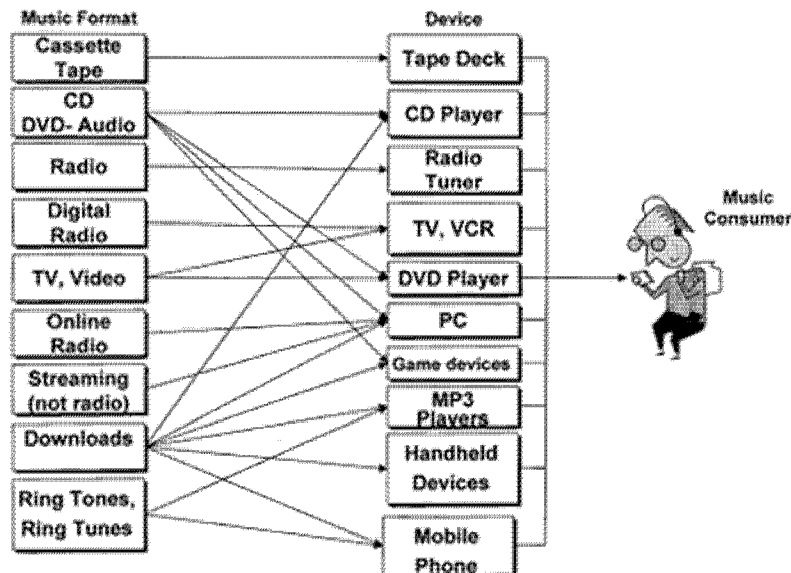 Music Format
Cassette
Tape
CD
DVD- Audio
Radio
Digital
Radio
TV, Video
Online
Radio
Streaming
(not radio)
Downloads
Ring Tones,
Ring Tunes
Device
Tape Deck
CD Player
Radio
Tuner
TV, VCR
DVD Player
PC
Game devices
MP3
Players
Handheld
Devices
Mobile
Phone
Music
Consumer